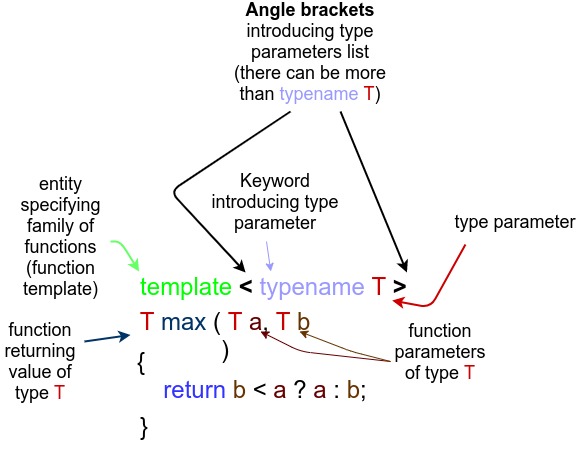 Angle brackets
introducing type
parameters list
(there can be more
than typename T)
entity
specifying
family of
functions
(function
template)
Keyword
introducing type
parameter
type parameter
template < typename T >
function
returning
value of
type T
T max ( T a, T b
)
{
return b < a ? a : b;
}
function
parameters
of type T